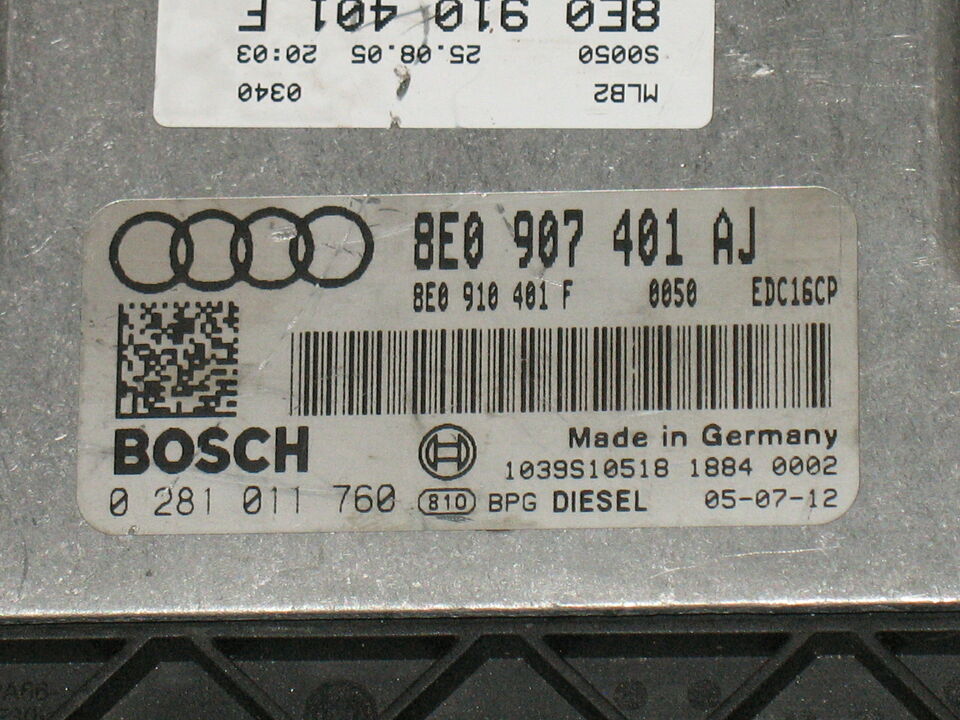 8E0 910 401 F
S0050 25.08.05 20:03
MLB2 0340
8E0 907 401 AJ
8E0 910 401 F 0050 EDC16CP
BOSCH
Made in Germany
1039S10518 1884 0002
0 281 011 760 810 BPG DIESEL 05-07-12